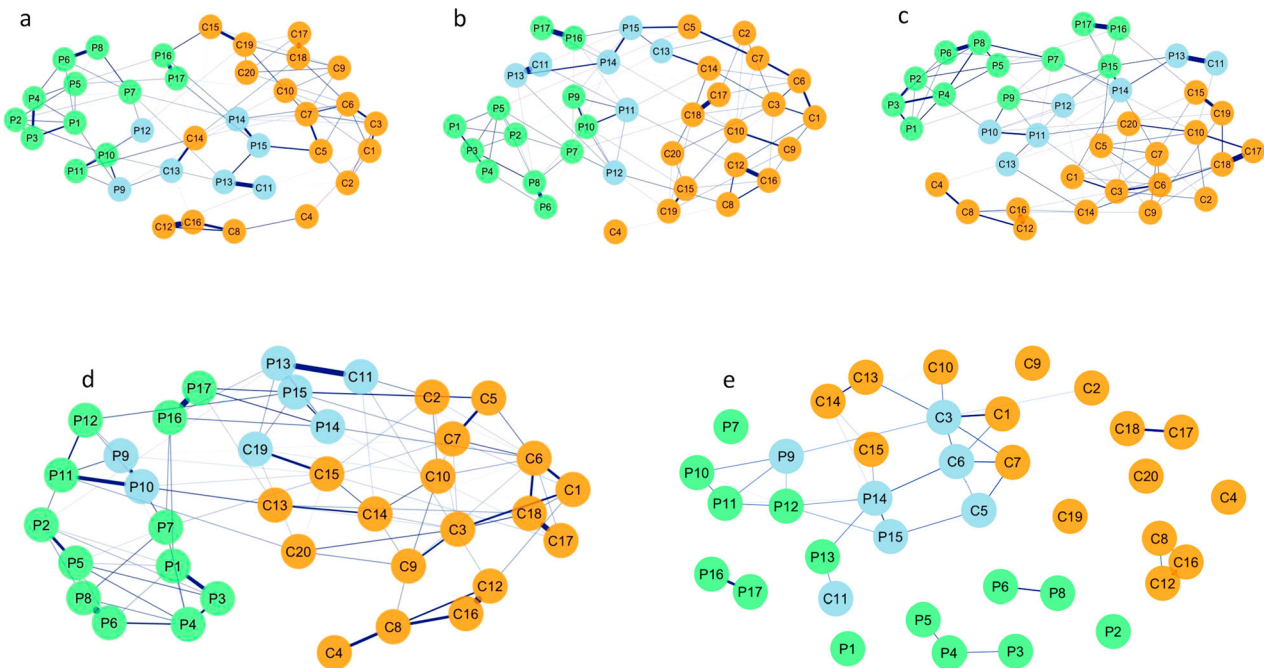 a
C15
C19
C17
C18
P8
P6
P16
P17
C20
C9
P5
P7
C10
P4
C6
C7
P2
P1
P14
C3
P3
P12
C14
P15
C5
C1
P10
P11
C13
P13
C11
P9
C2
C4
C12
C16
C8
b
P17
P16
P15
C5
C2
C13
C7
P13
C11
P14
C14
C6
P9
C17
P5
P11
C18
C3
C1
P1
P2
P10
C10
P3
P7
C20
C9
P4
P12
C12
P8
C15
C16
P6
C19
C8
C4
c
P17
P16
P8
P6
P7
P13
C11
P5
P15
P2
P14
C15
P4
P9
P12
P3
C19
P1
P10
P11
C20
C10
C5
C7
C17
C13
C18
C4
C1
C3
C6
C2
C8
C16
C14
C9
C12
d
P13
C11
P17
P15
C2
C5
P16
P12
P14
C7
P9
C19
C6
P11
P10
C15
C10
C1
C13
C14
C18
P2
P7
C3
C17
C20
P5
P1
C9
P8
P3
C12
P6
P4
C16
C8
C4
e
C10
C9
C13
C2
C14
C3
C1
P7
C18
C17
C15
P9
C6
C7
P10
C20
P14
C4
P11
P12
C5
C19
P15
P13
C8
P16
C16
P17
C11
P6
P8
C12
P5
P2
P1
P4
P3